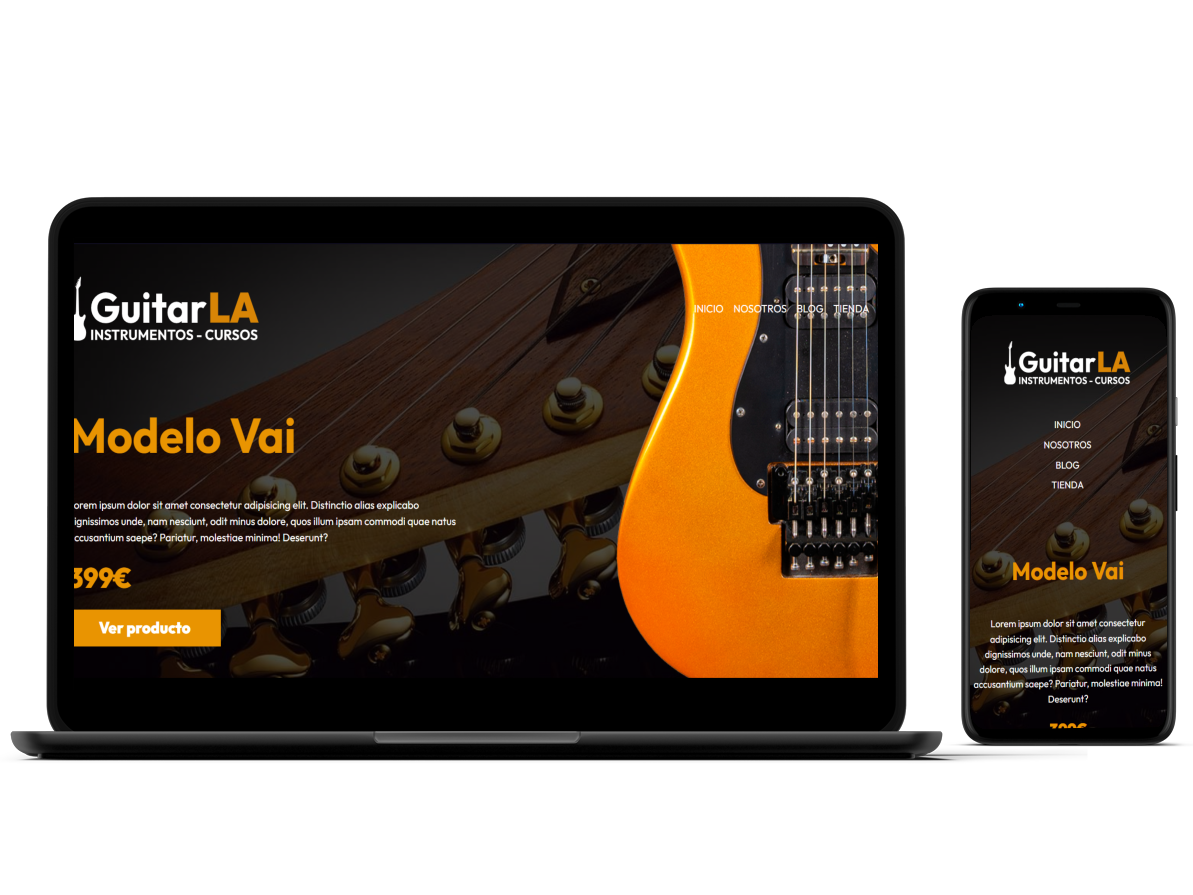 GuitarLA
INSTRUMENTOS - CURSOS
INICIO NOSOTROS BLOG TIENDA
Modelo Vai
orem ipsum dolor sit amet consectetur adipisicing elit. Distinctio alias explicabo
ignissimos unde, nam nesciunt, odit minus dolore, quos illum ipsam commodi quae natus
ccusantium saepe? Pariatur, molestiae minima! Deserunt?
399€
Ver producto
GuitarLA
INSTRUMENTOS - CURSOS
INICIO
NOSOTROS
BLOG
TIENDA
Modelo Vai
Lorem ipsum dolor sit amet consectetur
adipisicing elit. Distinctio alias explicabo
dignissimos unde, nam nesciunt, odit minus
dolore, quos illum ipsam commodi quae natus
accusantium saepe? Pariatur, molestiae minima!
Deserunt?
399€